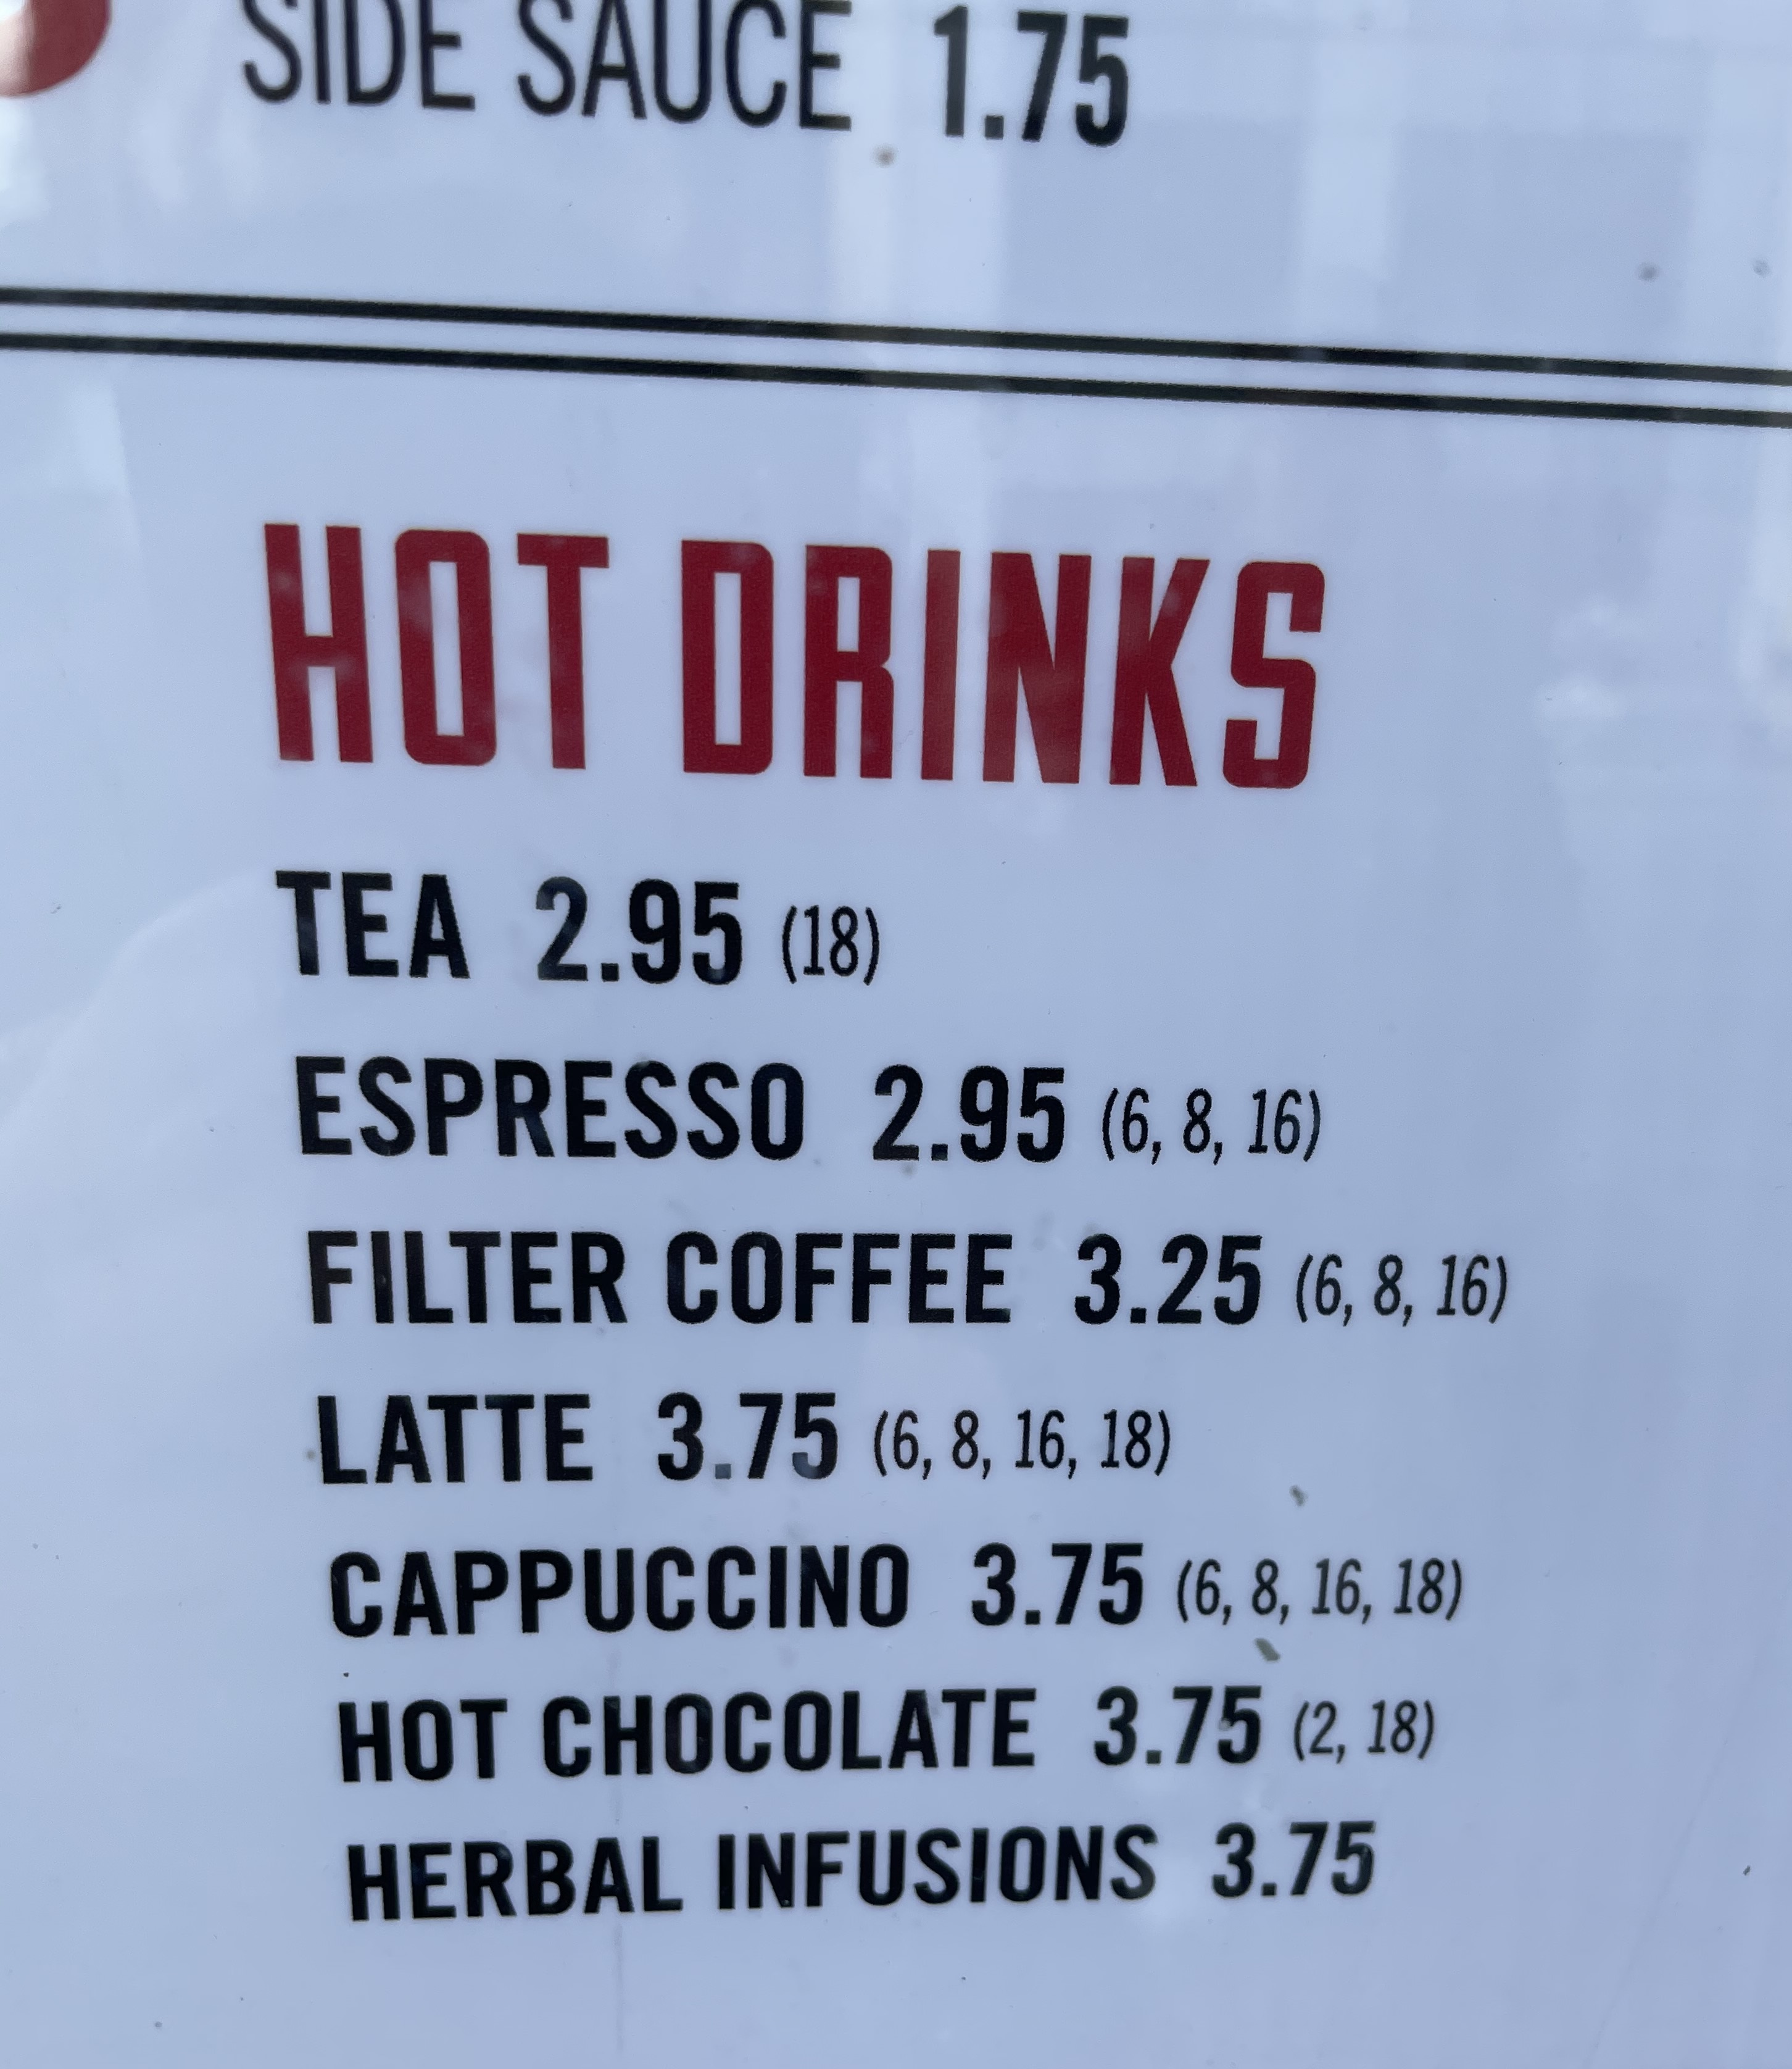 SIDE SAUCE 1.75
HOT DRINKS
TEA 2.95 (18)
ESPRESSO 2.95 (6, 8, 16)
FILTER COFFEE 3.25 (6, 8, 16)
LATTE 3.75 (6, 8, 16, 18)
CAPPUCCINO 3.75 (6, 8, 16, 18)
HOT CHOCOLATE 3.75 (2, 18)
HERBAL INFUSIONS 3.75